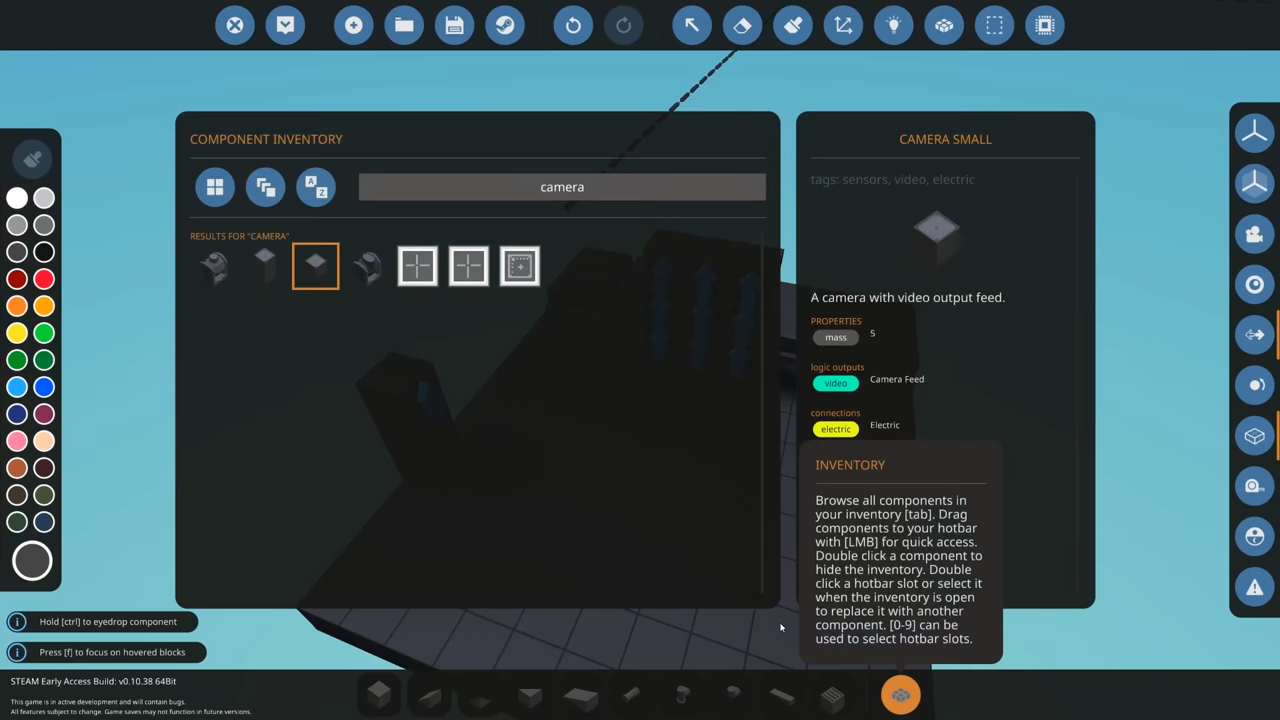 COMPONENT INVENTORY
A
Z
camera
RESULTS FOR "CAMERA"
CAMERA SMALL
tags: sensors, video, electric
A camera with video output feed.
PROPERTIES
mass 5
logic outputs
video Camera Feed
connections
electric Electric
INVENTORY
Browse all components in
your inventory [tab]. Drag
components to your hotbar
with [LMB] for quick access.
Double click a component to
hide the inventory. Double
click a hotbar slot or select it
when the inventory is open
to replace it with another
component. [0-9] can be
used to select hotbar slots.
Hold [ctrl] to eyedrop component
Press [f] to focus on hovered blocks
STEAM Early Access Build: v0.10.38 64Bit
This game is in active development and will contain bugs.
All features subject to change. Game saves may not function in future versions.